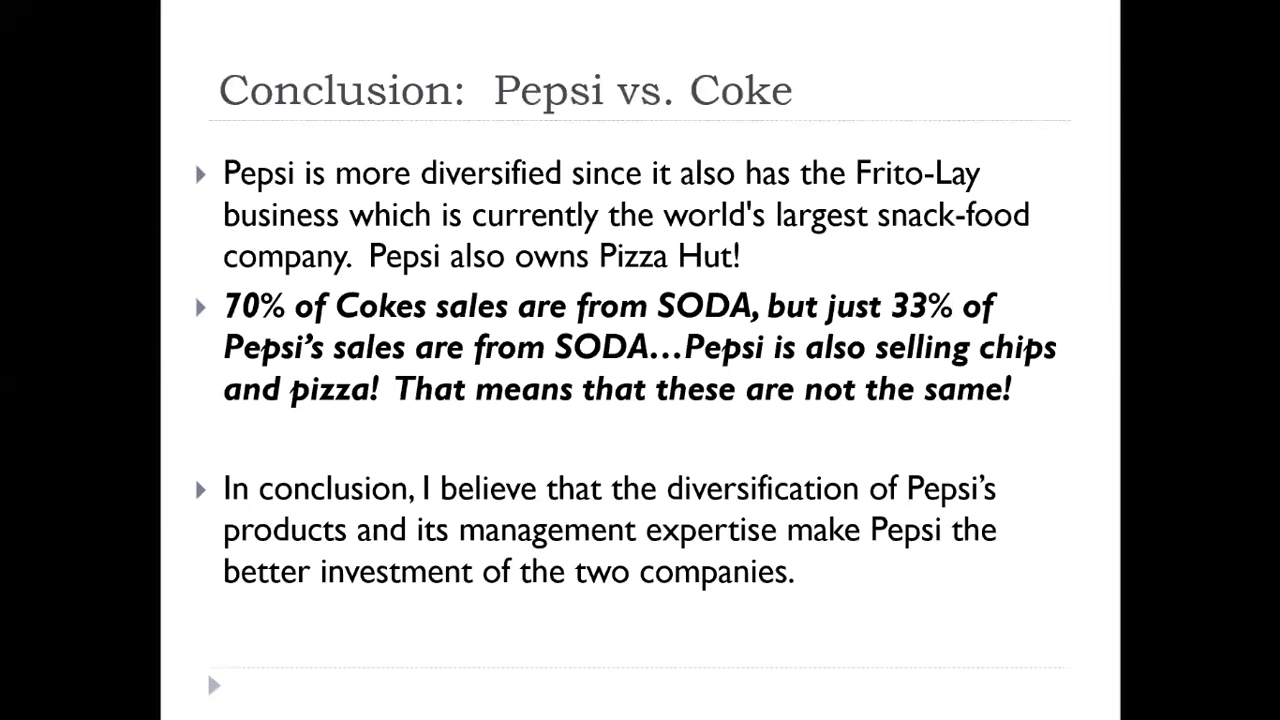 Conclusion:  Pepsi vs. Coke
Pepsi is more diversified since it also has the Frito-Lay
business which is currently the world's largest snack-food
company.  Pepsi also owns Pizza Hut!
70% of Cokes sales are from SODA, but just 33% of
Pepsi’s sales are from SODA…Pepsi is also selling chips
and pizza!  That means that these are not the same!
In conclusion, I believe that the diversification of Pepsi’s
products and its management expertise make Pepsi the
better investment of the two companies.